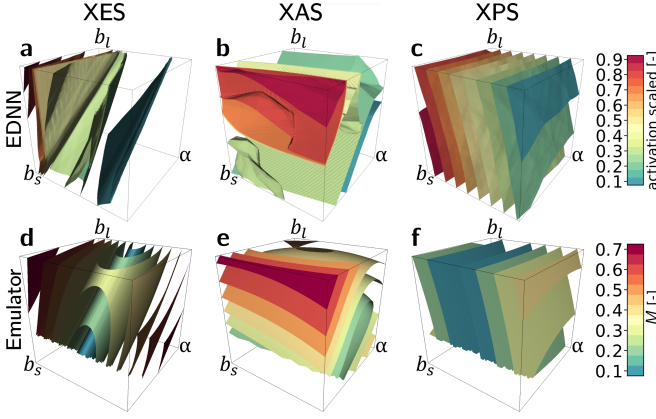 XES XAS XPS
a b c
b_l b_l b_l
EDNN
b_s α b_s α b_s α
0.9
0.8
0.7
0.6
0.5
0.4
0.3
0.2
0.1
activation scaled [-]
d e f
b_l b_l b_l
Emulator
b_s α b_s α b_s α
0.7
0.6
0.5
0.4
0.3
0.2
0.1
M [-]